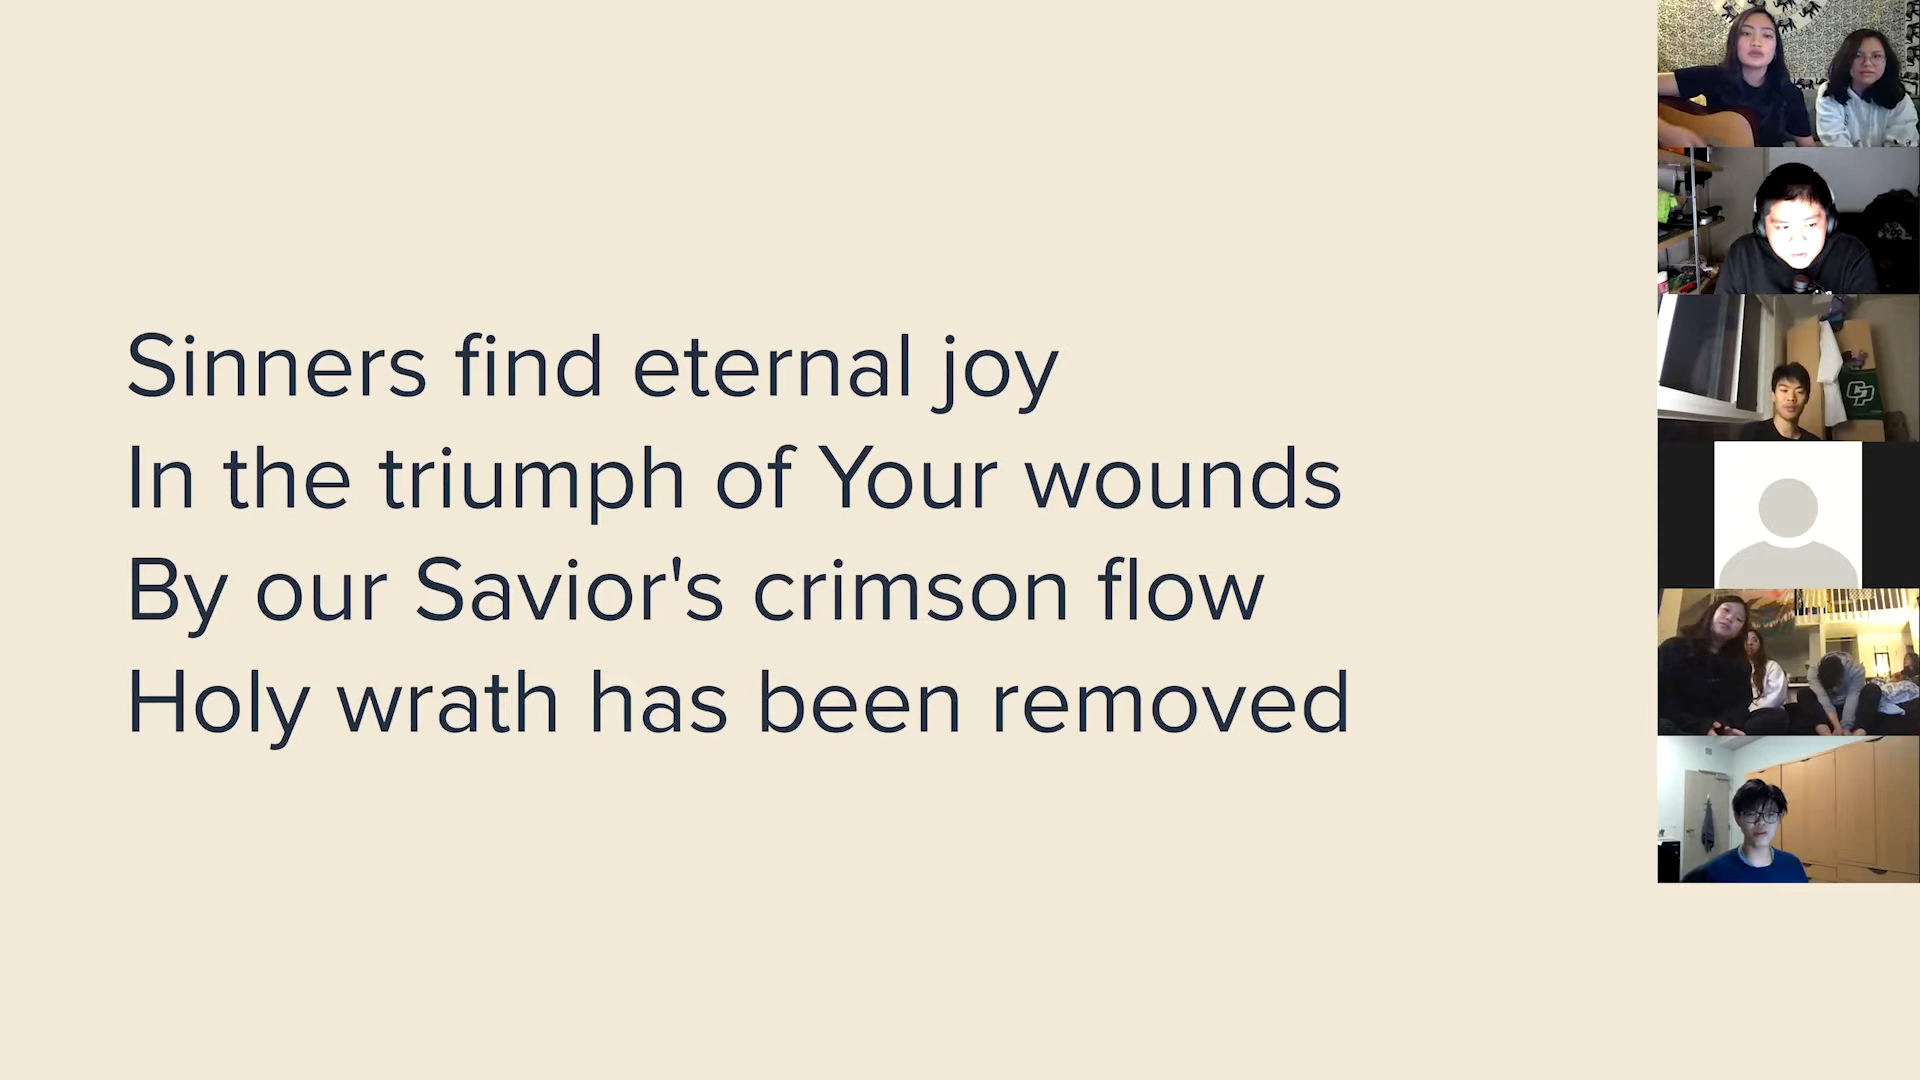 Sinners find eternal joy
In the triumph of Your wounds
By our Savior's crimson flow
Holy wrath has been removed
CP